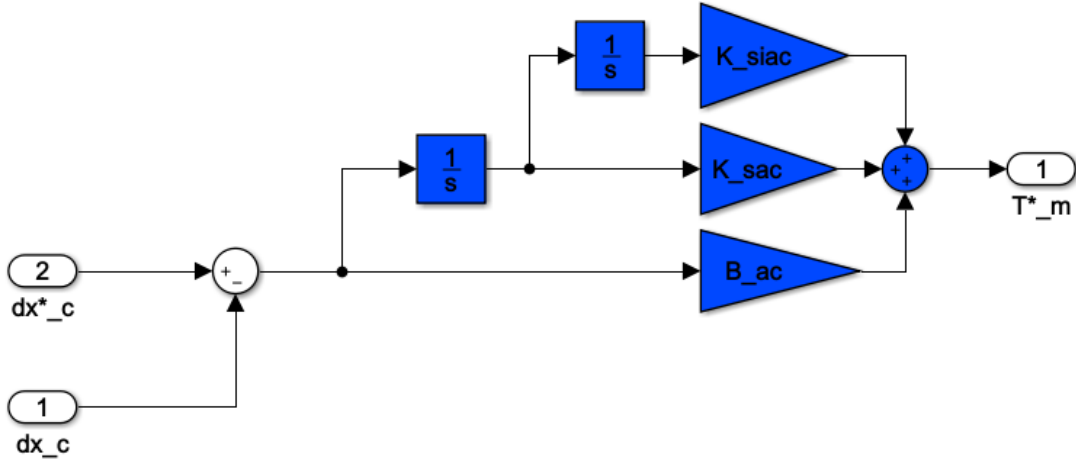 1
s
K_siac
1
s
K_sac
+
+
+
1
T*_m
2
dx*_c
+
-
B_ac
1
dx_c